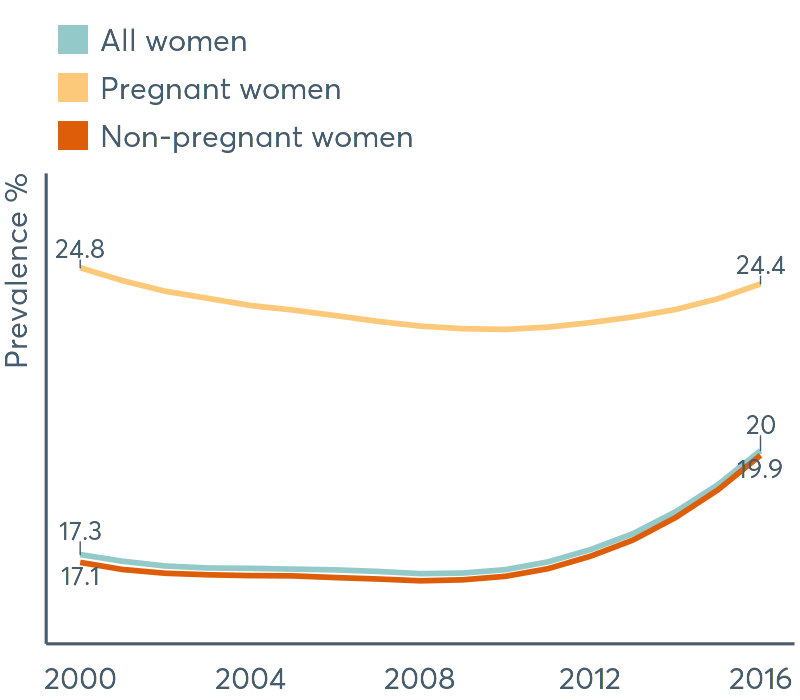 All women
Pregnant women
Non-pregnant women
Prevalence %
24.8
24.4
20
19.9
17.3
17.1
2000 2004 2008 2012 2016